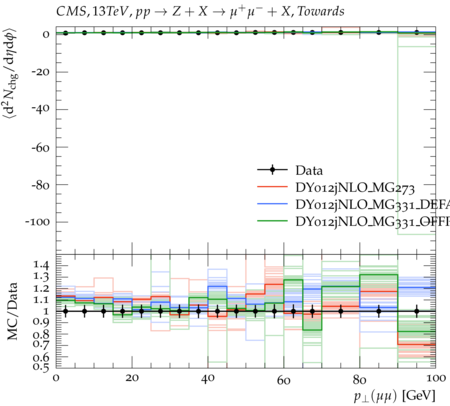 CMS, 13TeV, pp → Z + X → μ⁺μ⁻ + X, Towards
⟨d²N_chg/dηdϕ⟩
0
-20
-40
-60
-80
-100
Data
DY012jNLO_MG273
DY012jNLO_MG331_DEFA
DY012jNLO_MG331_OFFI
MC/Data
1.4
1.3
1.2
1.1
1
0.9
0.8
0.7
0.6
0.5
0 20 40 60 80 100
p⊥(μμ) [GeV]